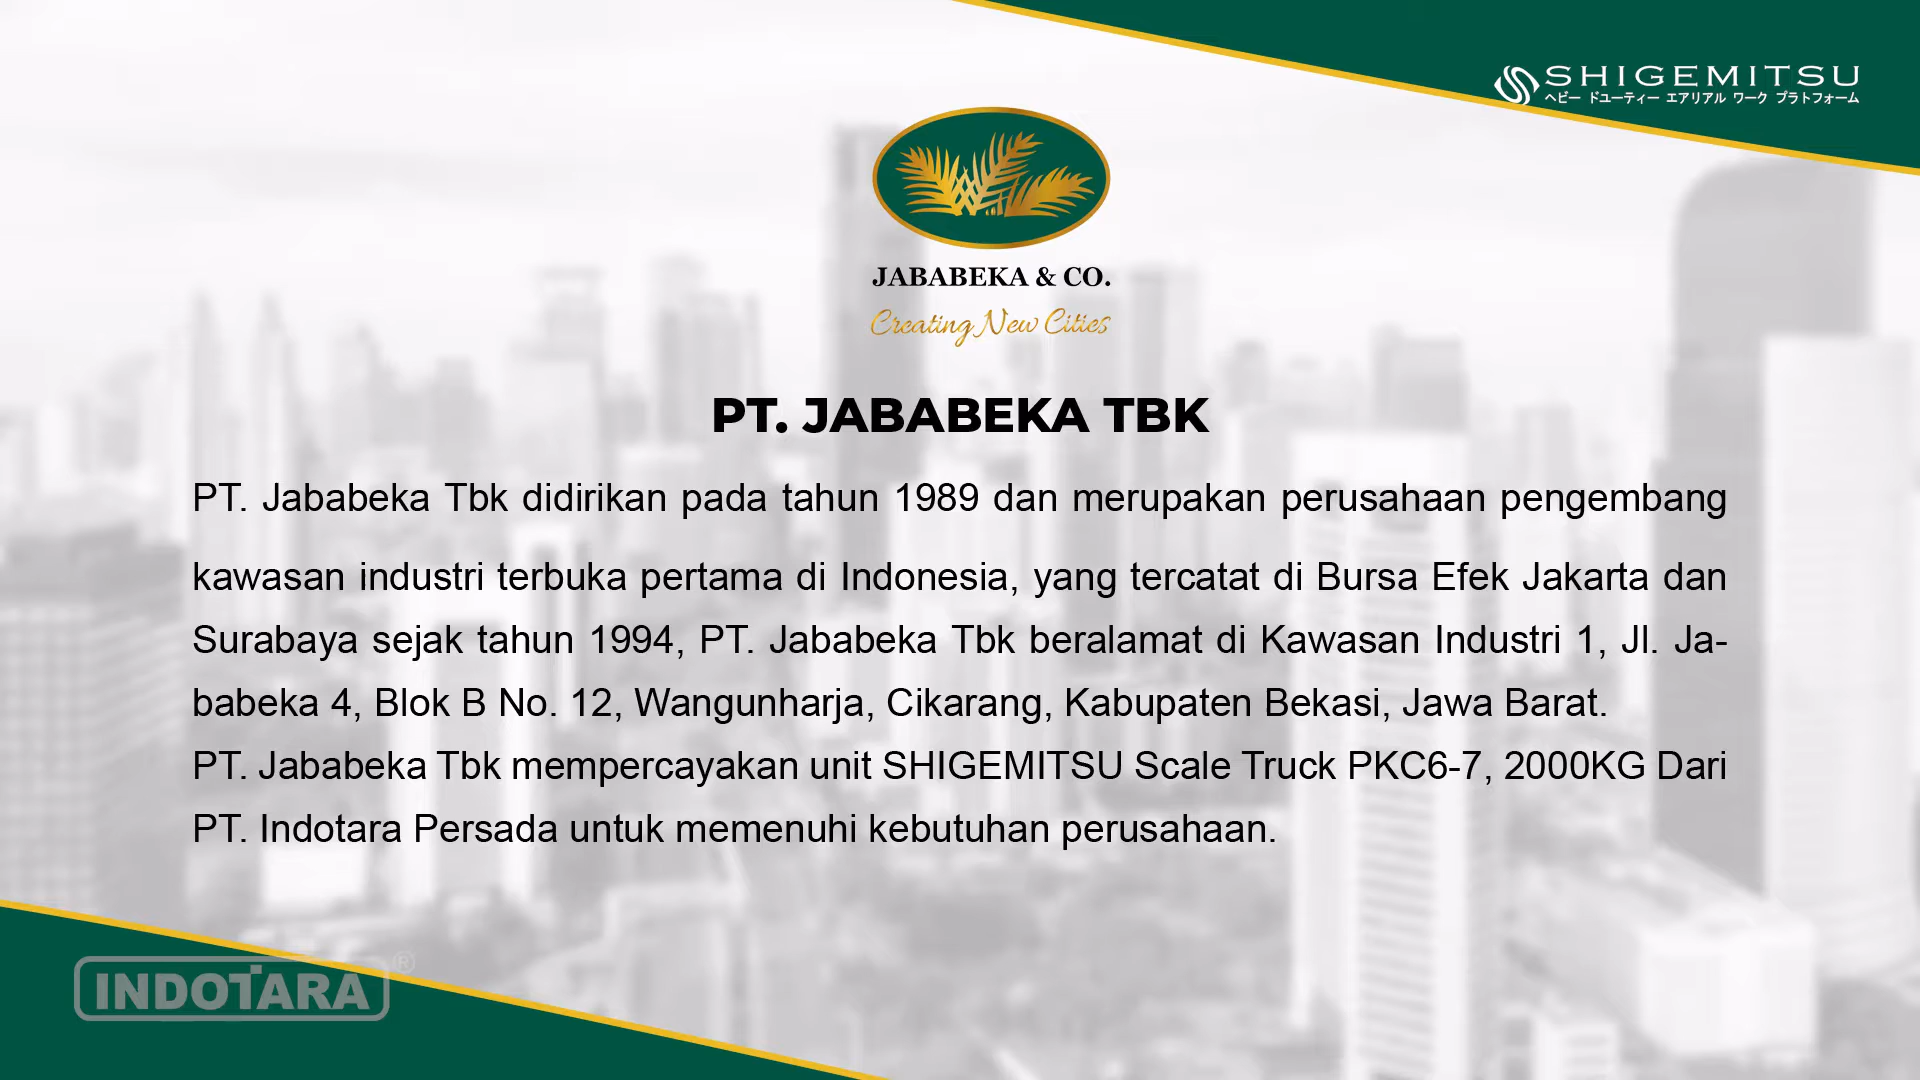 SHIGEMITSU
ヘビー ドユーティー エアリアル ワーク プラトフォーム
JABABEKA & CO.
Creating New Cities
PT. JABABEKA TBK
PT. Jababeka Tbk didirikan pada tahun 1989 dan merupakan perusahaan pengembang
kawasan industri terbuka pertama di Indonesia, yang tercatat di Bursa Efek Jakarta dan
Surabaya sejak tahun 1994, PT. Jababeka Tbk beralamat di Kawasan Industri 1, Jl. Ja-
babeka 4, Blok B No. 12, Wangunharja, Cikarang, Kabupaten Bekasi, Jawa Barat.
PT. Jababeka Tbk mempercayakan unit SHIGEMITSU Scale Truck PKC6-7, 2000KG Dari
PT. Indotara Persada untuk memenuhi kebutuhan perusahaan.
INDOTARA ®